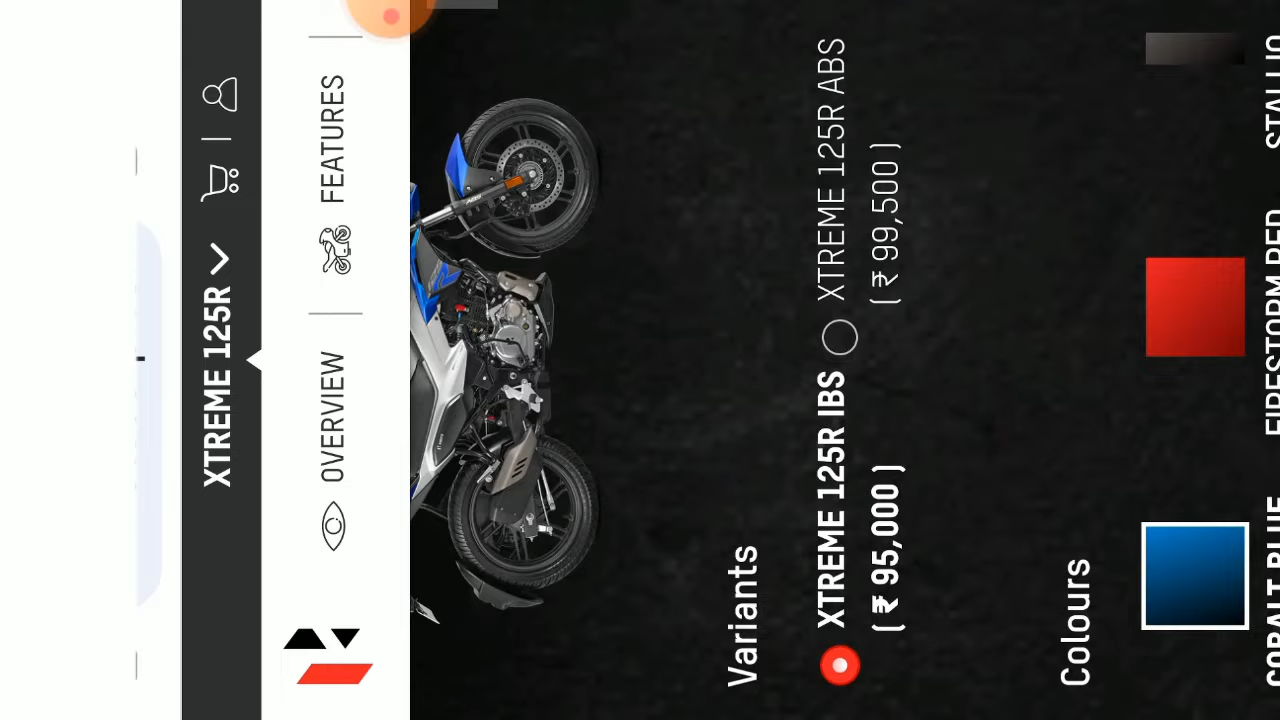 XTREME 125R
OVERVIEW
FEATURES
Variants
XTREME 125R IBS
( ₹ 95,000 )
XTREME 125R ABS
( ₹ 99,500 )
Colours
COBALT BLUE
FIRESTORM RED